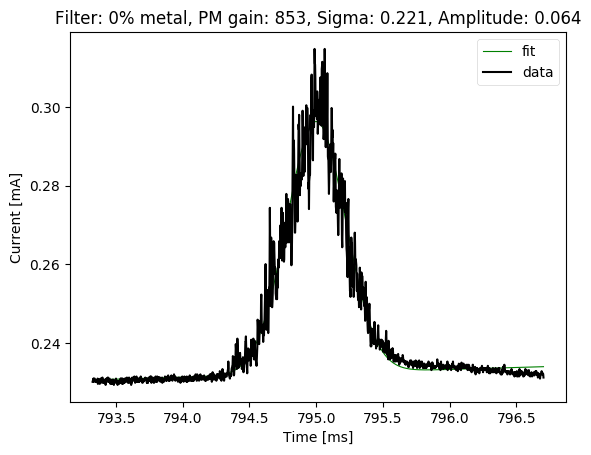 Filter: 0% metal, PM gain: 853, Sigma: 0.221, Amplitude: 0.064
fit
data
0.30
0.28
0.26
0.24
Current [mA]
793.5 794.0 794.5 795.0 795.5 796.0 796.5
Time [ms]